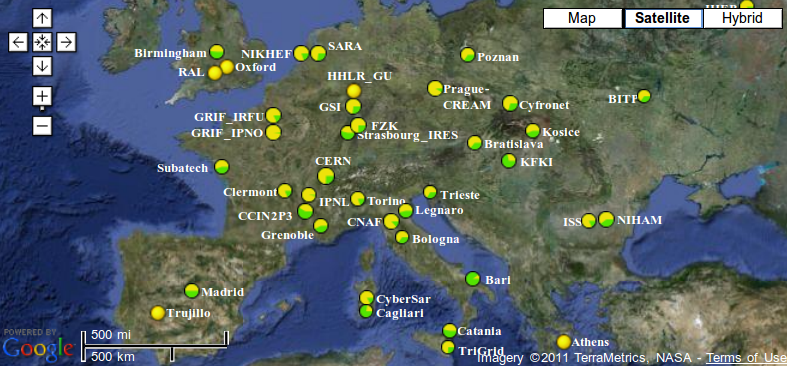 IHEP
Map Satellite Hybrid
Birmingham
NIKHEF
SARA
Poznan
RAL
Oxford
HHLR_GU
Prague-
CREAM
Cyfronet
BITP
GSI
GRIF_IRFU
GRIF_IPNO
FZK
Strasbourg_IRES
Kosice
Bratislava
KFKI
Subatech
CERN
Clermont
IPNL
Torino
Trieste
CCIN2P3
Legnaro
Grenoble
CNAF
Bologna
ISS
NIHAM
Madrid
Bari
Trujillo
CyberSar
Cagliari
Catania
TriGrid
Athens
POWERED BY
Google
500 mi
500 km
Imagery ©2011 TerraMetrics, NASA - Terms of Use